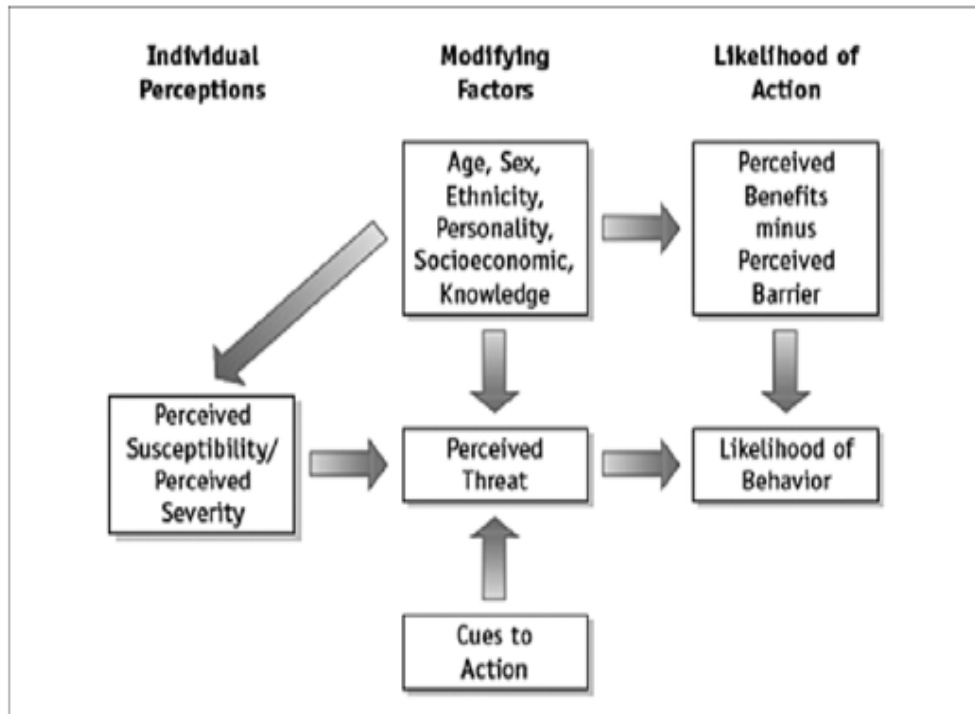 Individual
Perceptions
Modifying
Factors
Likelihood of
Action
Age, Sex,
Ethnicity,
Personality,
Socioeconomic,
Knowledge
Perceived
Benefits
minus
Perceived
Barrier
Perceived
Susceptibility/
Perceived
Severity
Perceived
Threat
Likelihood of
Behavior
Cues to
Action